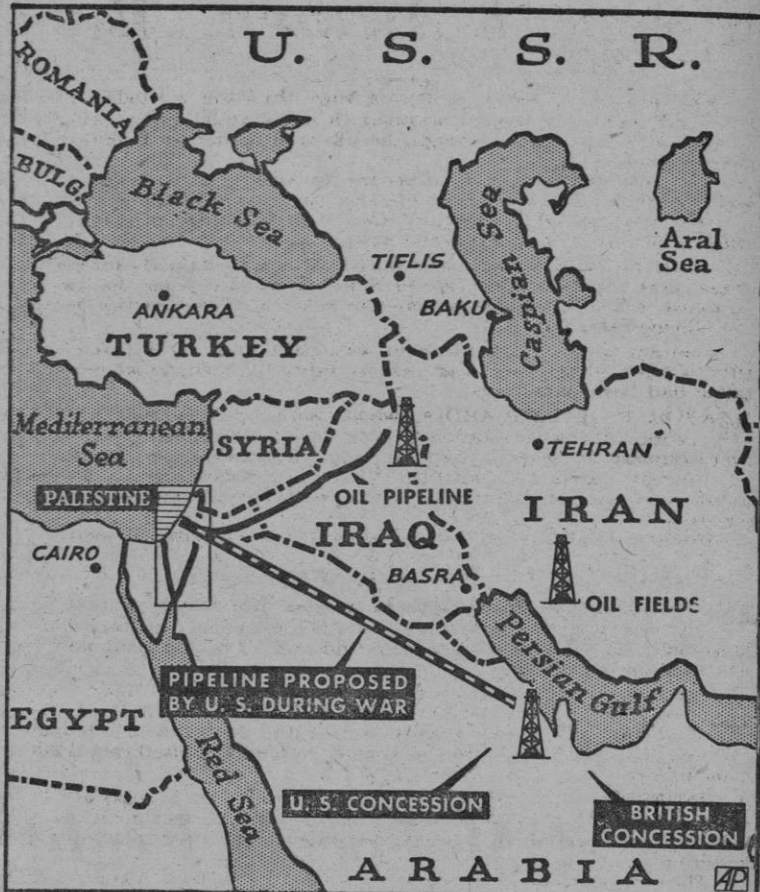 U. S. S. R.
ROMANIA
BULG.
Black Sea
Caspian Sea
Aral
Sea
TIFLIS
BAKU
ANKARA
TURKEY
Mediterranean
Sea
SYRIA
TEHRAN
PALESTINE
OIL PIPELINE
IRAN
IRAQ
CAIRO
BASRA
OIL FIELDS
Persian Gulf
PIPELINE PROPOSED
BY U. S. DURING WAR
EGYPT
Red Sea
U. S. CONCESSION
BRITISH
CONCESSION
ARABIA
AP